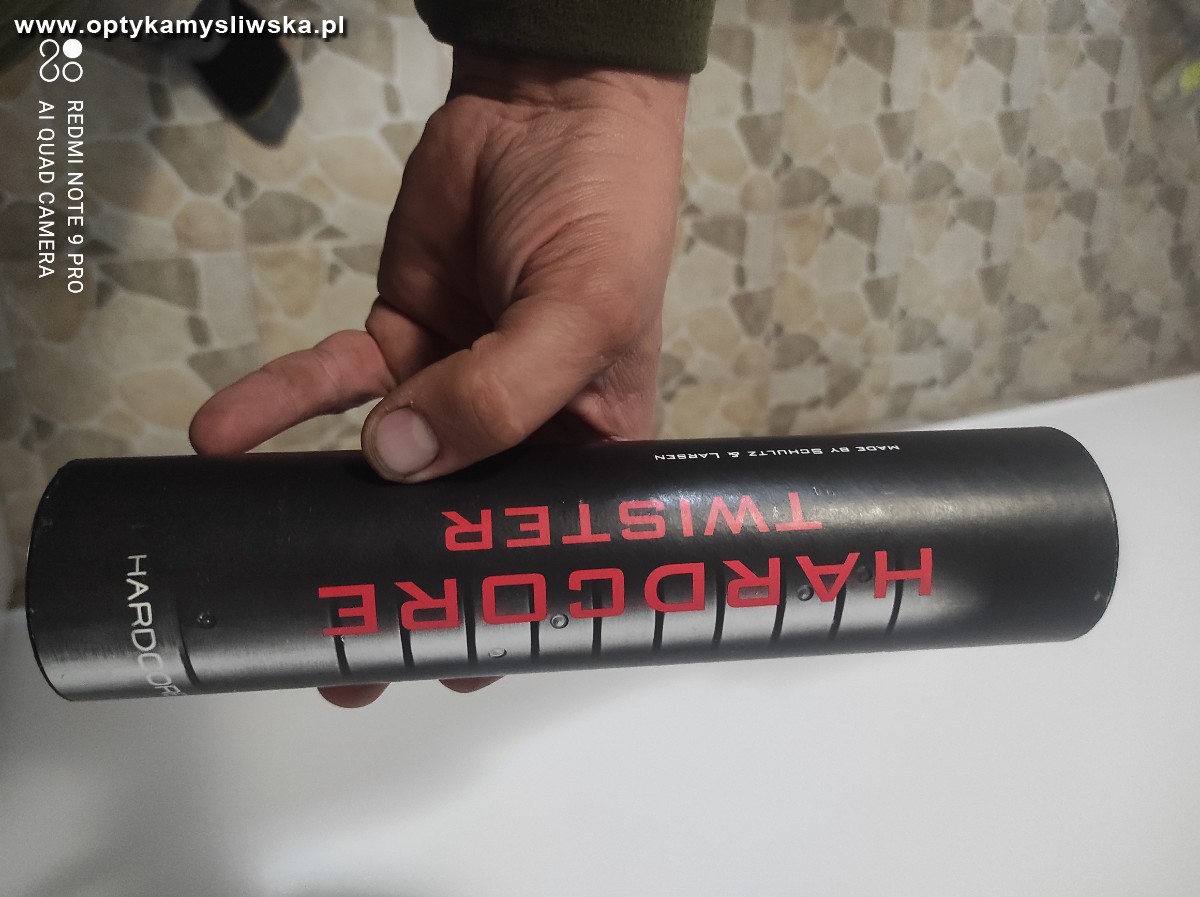 www.optykamysliwska.pl
REDMI NOTE 9 PRO
AI QUAD CAMERA
HARDCORE
TWISTER
MADE BY SCHULTZ & LARSEN